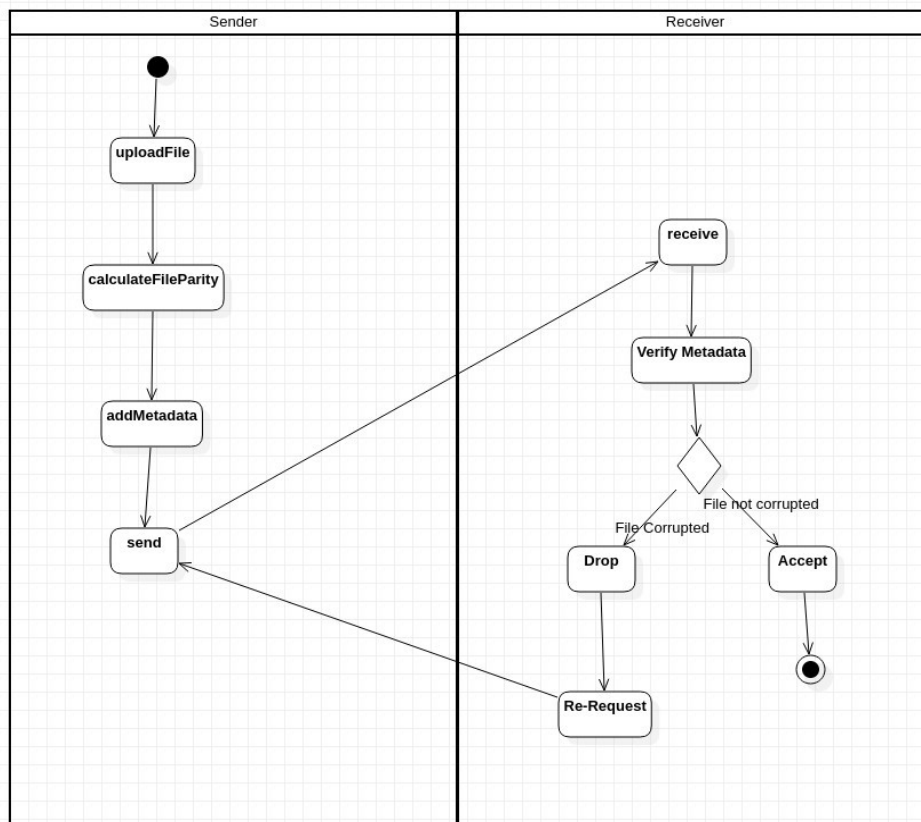 Sender
Receiver
uploadFile
calculateFileParity
addMetadata
send
receive
Verify Metadata
File not corrupted
File Corrupted
Drop
Accept
Re-Request